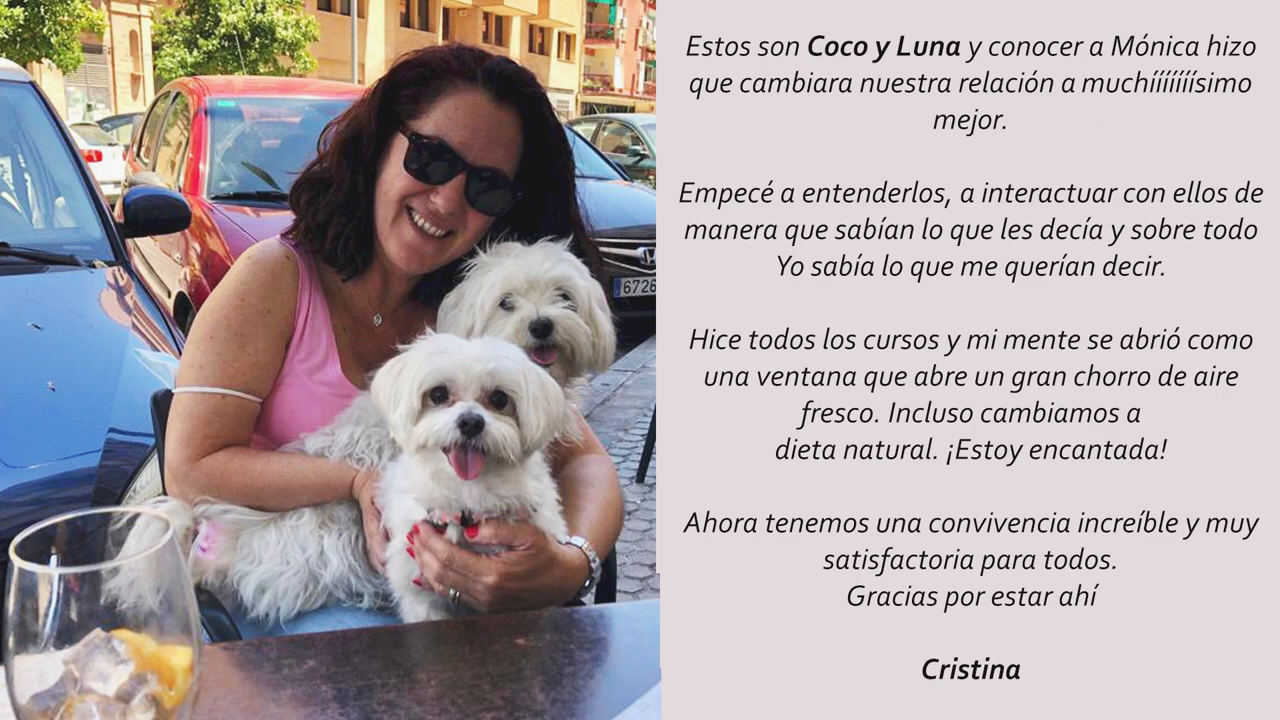 Estos son Coco y Luna y conocer a Mónica hizo
que cambiara nuestra relación a muchííííííísimo
mejor.
Empecé a entenderlos, a interactuar con ellos de
manera que sabían lo que les decía y sobre todo
Yo sabía lo que me querían decir.
Hice todos los cursos y mi mente se abrió como
una ventana que abre un gran chorro de aire
fresco. Incluso cambiamos a
dieta natural. ¡Estoy encantada!
Ahora tenemos una convivencia increíble y muy
satisfactoria para todos.
Gracias por estar ahí
Cristina
6726